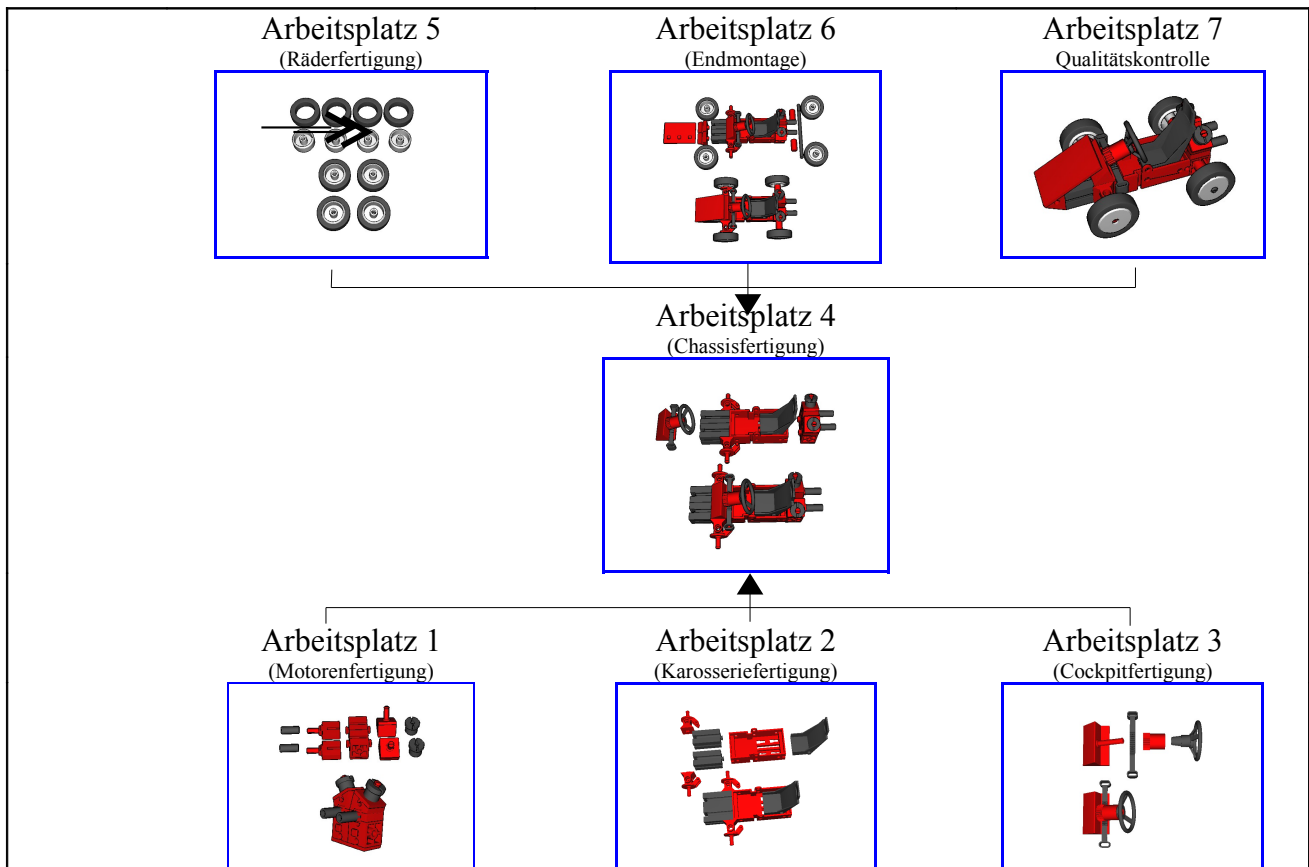 Arbeitsplatz 5
(Räderfertigung)
Arbeitsplatz 6
(Endmontage)
Arbeitsplatz 7
Qualitätskontrolle
Arbeitsplatz 4
(Chassisfertigung)
Arbeitsplatz 1
(Motorenfertigung)
Arbeitsplatz 2
(Karosseriefertigung)
Arbeitsplatz 3
(Cockpitfertigung)